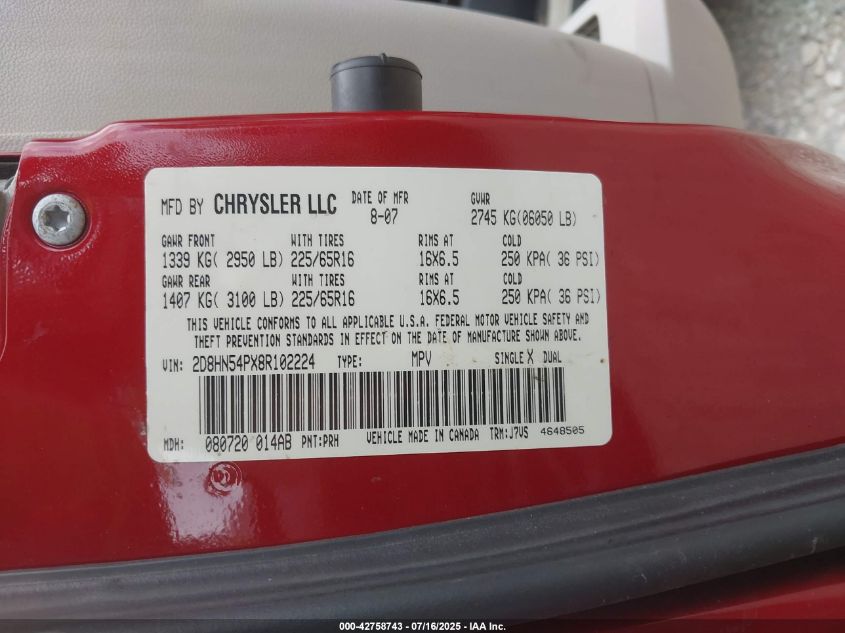 MFD BY CHRYSLER LLC DATE OF MFR GVWR
8-07 2745 KG(06050 LB)
GAWR FRONT WITH TIRES RIMS AT COLD
1339 KG( 2950 LB) 225/65R16 16X6.5 250 KPA( 36 PSI)
GAWR REAR WITH TIRES RIMS AT COLD
1407 KG( 3100 LB) 225/65R16 16X6.5 250 KPA( 36 PSI)
THIS VEHICLE CONFORMS TO ALL APPLICABLE U.S.A. FEDERAL MOTOR VEHICLE SAFETY AND
THEFT PREVENTION STANDARDS IN EFFECT ON THE DATE OF MANUFACTURE SHOWN ABOVE.
VIN: 2D8HN54PX8R102224 TYPE: MPV SINGLE X DUAL
MDH: 080720 014AB PNT:PRH VEHICLE MADE IN CANADA TRM:J7VS 4648505
000-42758743 / 07/16/2025 - IAA Inc.